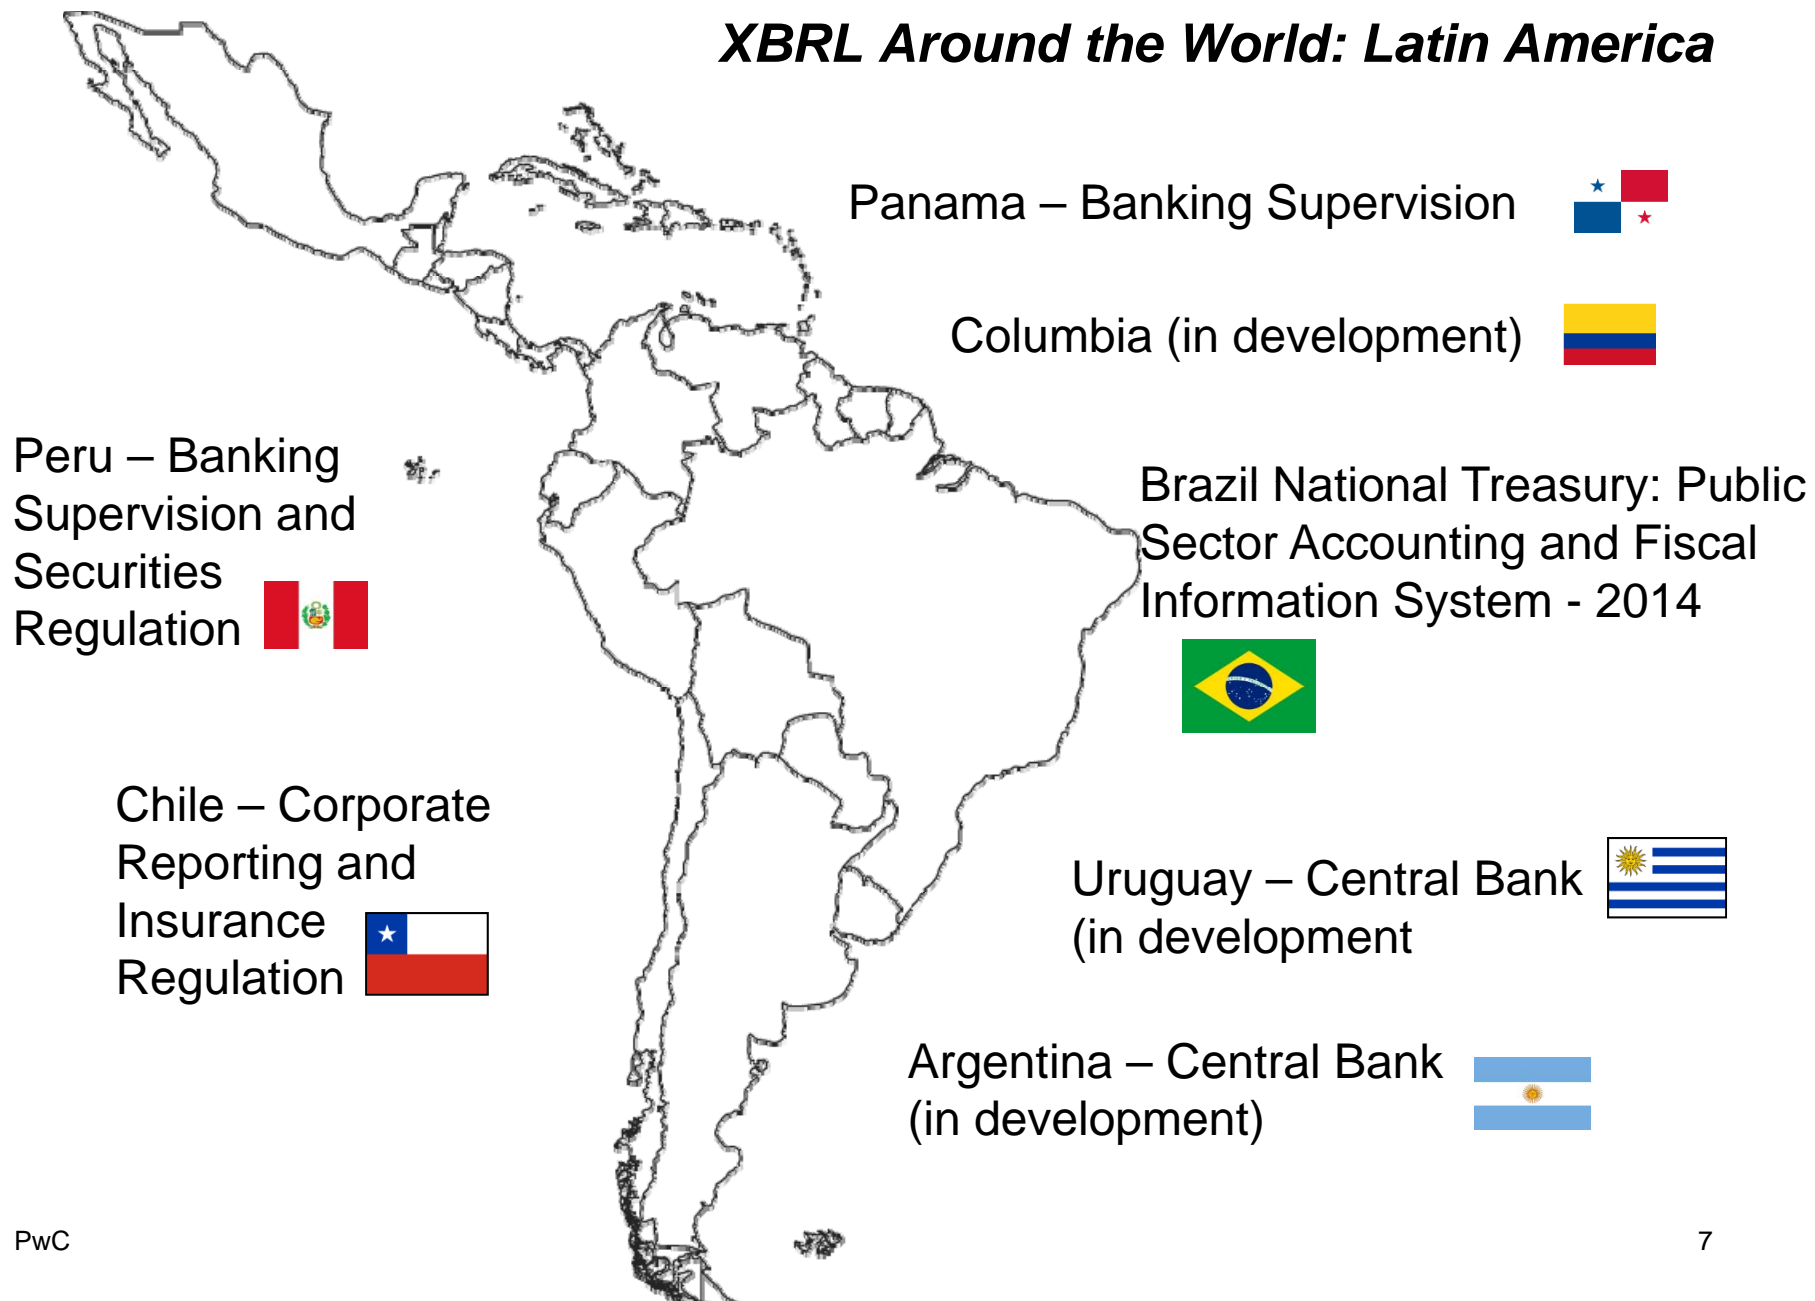 XBRL Around the World: Latin America
Panama – Banking Supervision
Columbia (in development)
Peru – Banking
Supervision and
Securities
Regulation
Brazil National Treasury: Public
Sector Accounting and Fiscal
Information System - 2014
Chile – Corporate
Reporting and
Insurance
Regulation
Uruguay – Central Bank
(in development
Argentina – Central Bank
(in development)
PwC
7